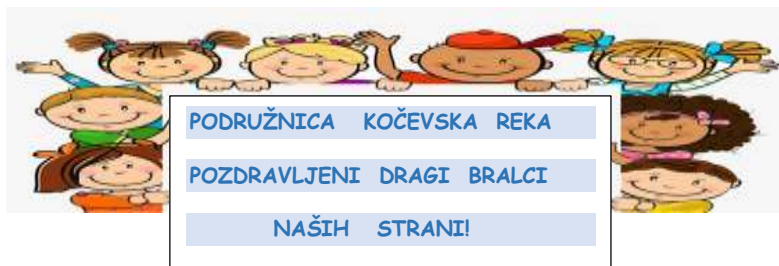 PODRUŽNICA KOČEVSKA REKA
POZDRAVLJENI DRAGI BRALCI
NAŠIH STRANI!